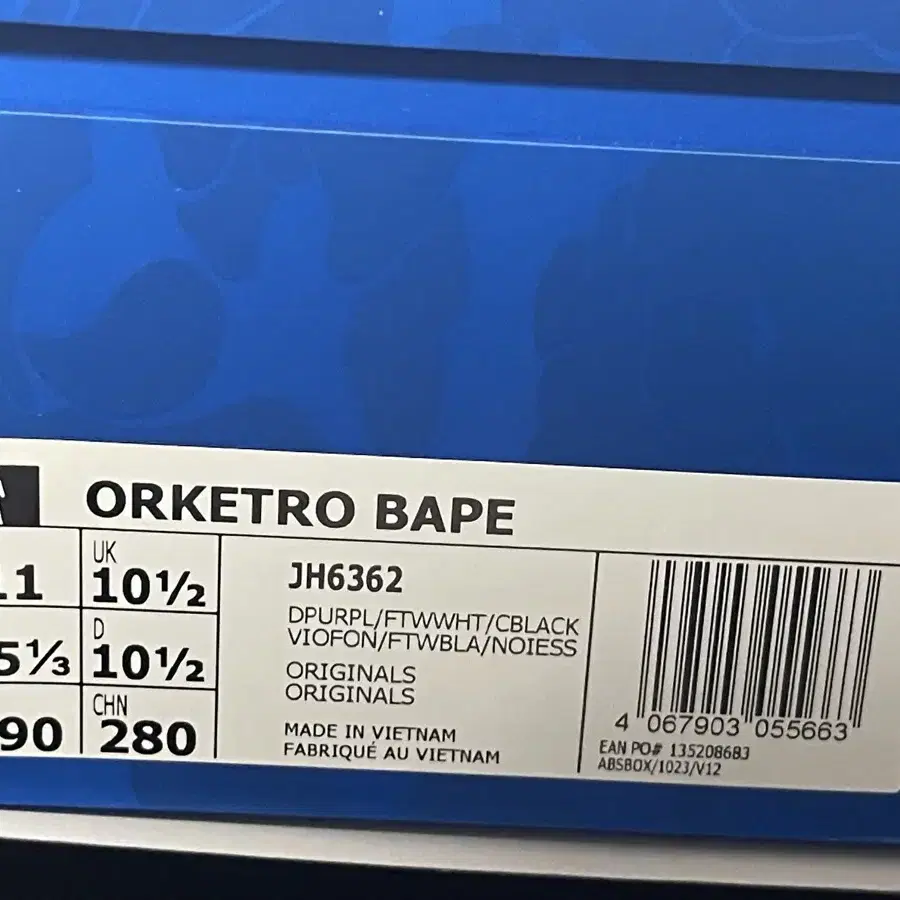 ORKETRO BAPE
11
UK
10½
5⅓
D
10½
90
CHN
280
JH6362
DPURPL/FTWWHT/CBLACK
VIOFON/FTWBLA/NOIESS
ORIGINALS
ORIGINALS
MADE IN VIETNAM
FABRIQUÉ AU VIETNAM
4 067903 055663
EAN PO# 135208683
ABSBOX/1023/V12